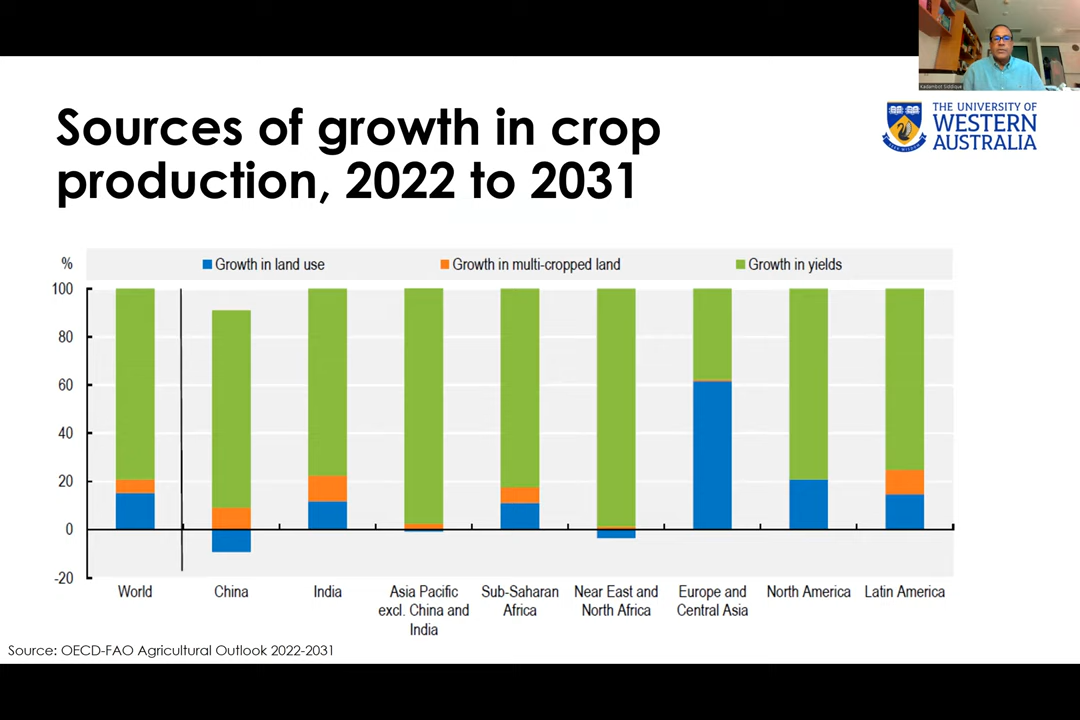 Kadambot Siddique
THE UNIVERSITY OF
WESTERN
AUSTRALIA
Sources of growth in crop
production, 2022 to 2031
%
Growth in land use
Growth in multi-cropped land
Growth in yields
100
80
60
40
20
0
-20
World
China
India
Asia Pacific
excl. China and
India
Sub-Saharan
Africa
Near East and
North Africa
Europe and
Central Asia
North America
Latin America
Source: OECD-FAO Agricultural Outlook 2022-2031